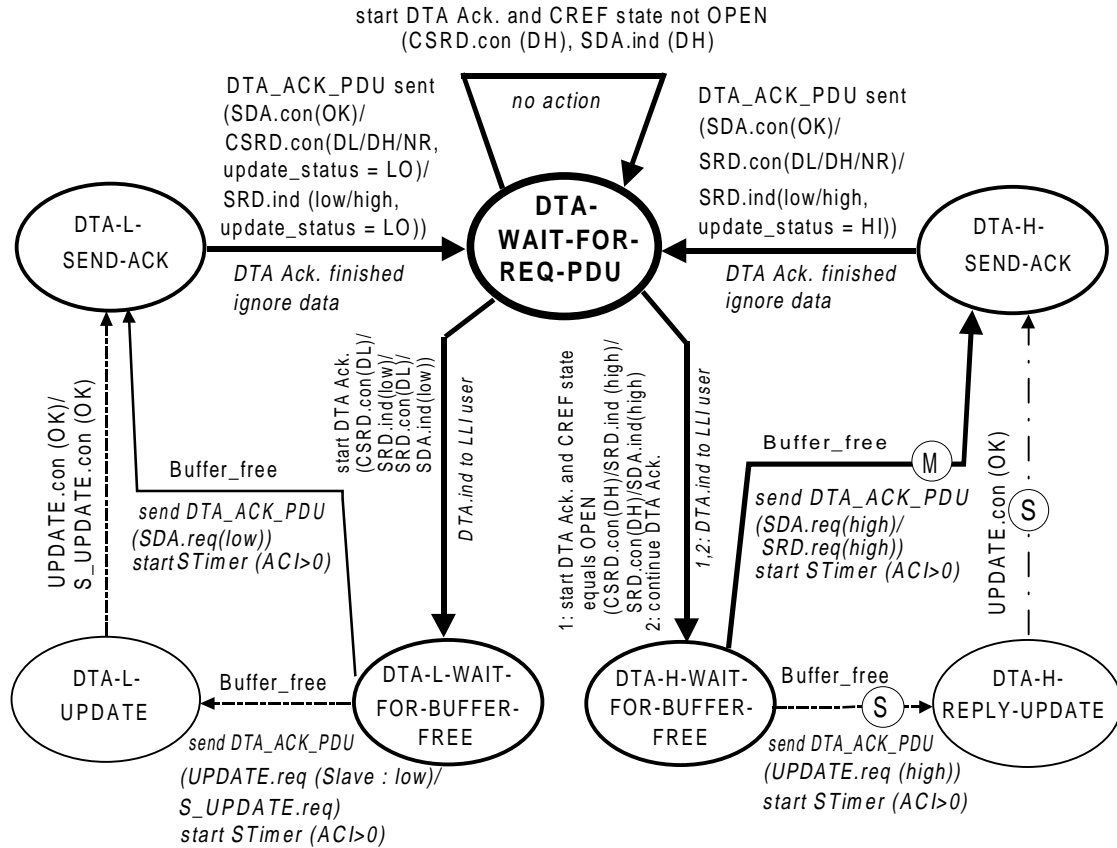 start DTA Ack. and CREF state not OPEN
(CSRD.con (DH), SDA.ind (DH)
no action
DTA_ACK_PDU sent
(SDA.con(OK)/
CSRD.con(DL/DH/NR,
update_status = LO)/
SRD.ind (low/high,
update_status = LO))
DTA Ack. finished
ignore data
DTA_ACK_PDU sent
(SDA.con(OK)/
SRD.con(DL/DH/NR)/
SRD.ind(low/high,
update_status = HI))
DTA Ack. finished
ignore data
DTA-L-
SEND-ACK
DTA-
WAIT-FOR-
REQ-PDU
DTA-H-
SEND-ACK
UPDATE.con (OK)/
S_UPDATE.con (OK)
Buffer_free
send DTA_ACK_PDU
(SDA.req(low))
start STimer (ACI>0)
start DTA Ack.
(CSRD.con(DL)/
SRD.ind(low)/
SRD.con(DL)/
SDA.ind(low))
DTA.ind to LLI user
1: start DTA Ack. and CREF state
equals OPEN
(CSRD.con(DH)/SRD.ind (high)/
SRD.con(DH)/SDA.ind(high)
2: continue DTA Ack.
1,2: DTA.ind to LLI user
Buffer_free
M
send DTA_ACK_PDU
(SDA.req(high)/
SRD.req(high))
start STimer (ACI>0)
UPDATE.con (OK)
S
DTA-L-
UPDATE
Buffer_free
DTA-L-WAIT-
FOR-BUFFER-
FREE
DTA-H-WAIT-
FOR-BUFFER-
FREE
Buffer_free
S
DTA-H-
REPLY-UPDATE
send DTA_ACK_PDU
(UPDATE.req (Slave : low)/
S_UPDATE.req)
start STimer (ACI>0)
send DTA_ACK_PDU
(UPDATE.req (high))
start STimer (ACI>0)